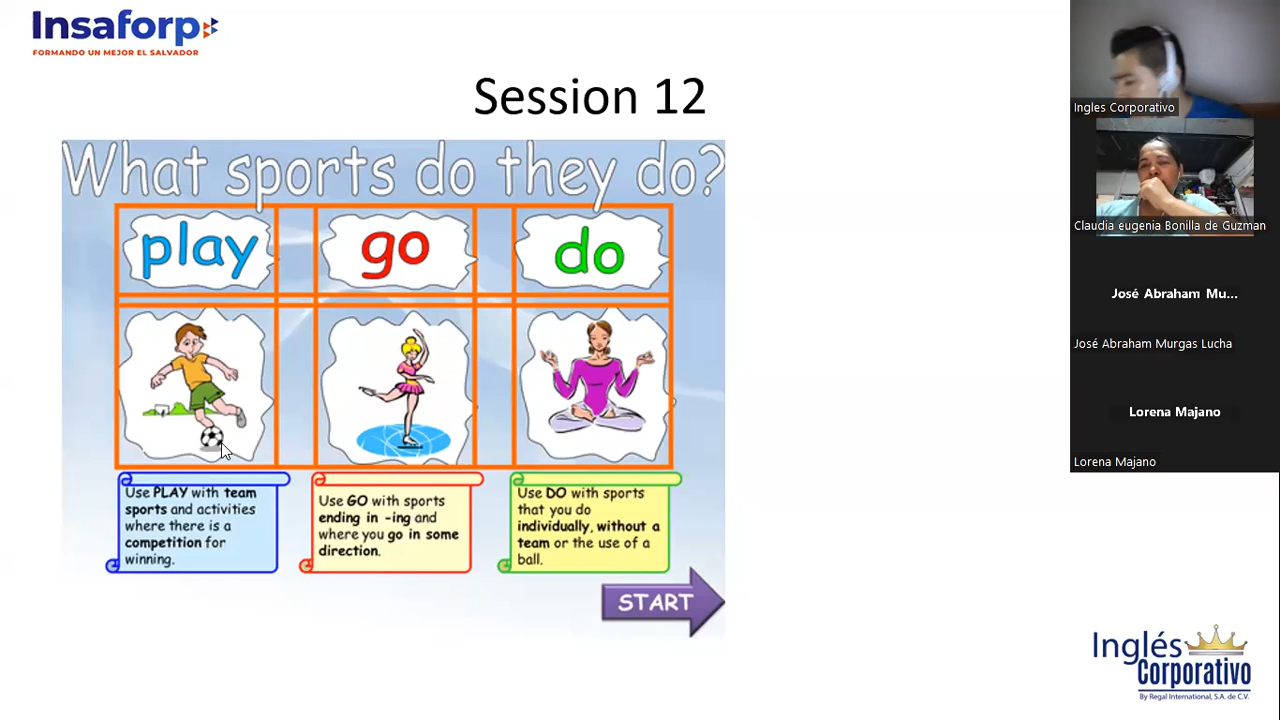 Insaforp
FORMANDO UN MEJOR EL SALVADOR
Session 12
What sports do they do?
play
go
do
Use PLAY with team
sports and activities
where there is a
competition for
winning.
Use GO with sports
ending in -ing and
where you go in some
direction.
Use DO with sports
that you do
individually, without a
team or the use of a
ball.
START
Ingles Corporativo
Claudia eugenia Bonilla de Guzman
José Abraham Mu...
José Abraham Murgas Lucha
Lorena Majano
Lorena Majano
Inglés
Corporativo
By Regal International, S.A. de C.V.